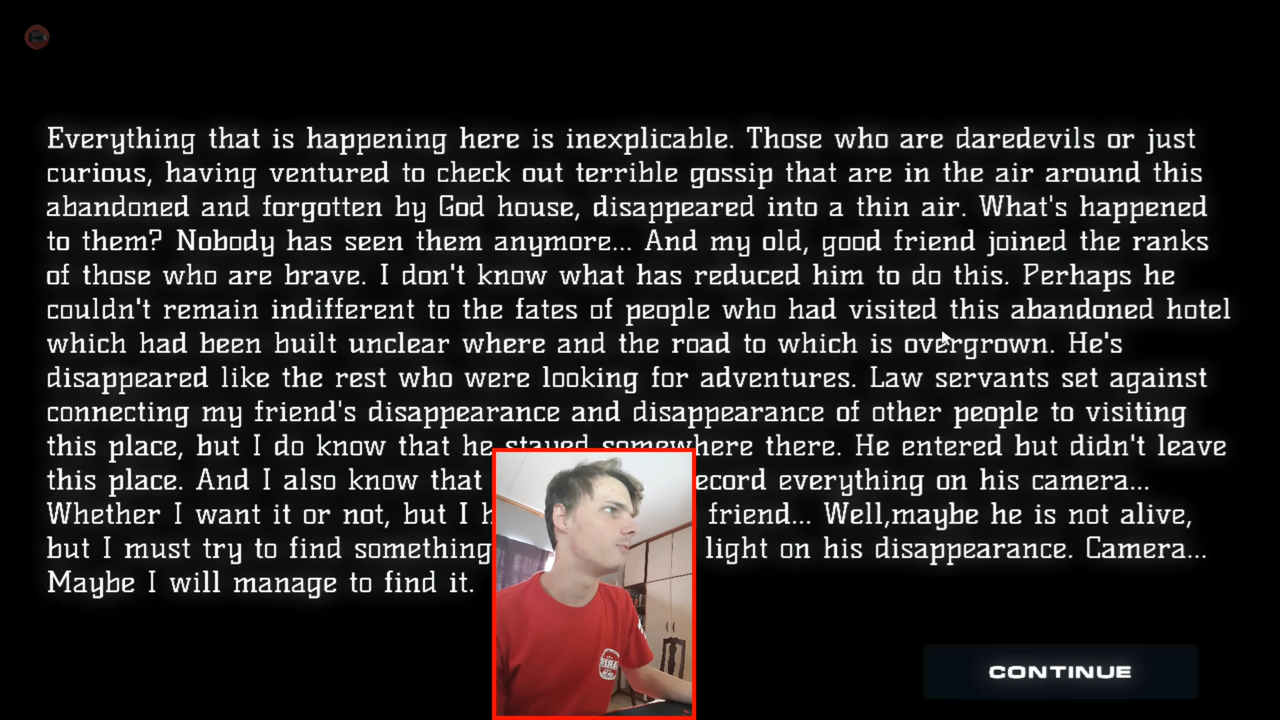 Everything that is happening here is inexplicable. Those who are daredevils or just
curious, having ventured to check out terrible gossip that are in the air around this
abandoned and forgotten by God house, disappeared into a thin air. What's happened
to them? Nobody has seen them anymore... And my old, good friend joined the ranks
of those who are brave. I don't know what has reduced him to do this. Perhaps he
couldn't remain indifferent to the fates of people who had visited this abandoned hotel
which had been built unclear where and the road to which is overgrown. He's
disappeared like the rest who were looking for adventures. Law servants set against
connecting my friend's disappearance and disappearance of other people to visiting
this place, but I do know that he stayed somewhere there. He entered but didn't leave
this place. And I also know that everything on his camera...
Whether I want it or not, but I friend... Well,maybe he is not alive,
but I must try to find something light on his disappearance. Camera...
Maybe I will manage to find it.
CONTINUE